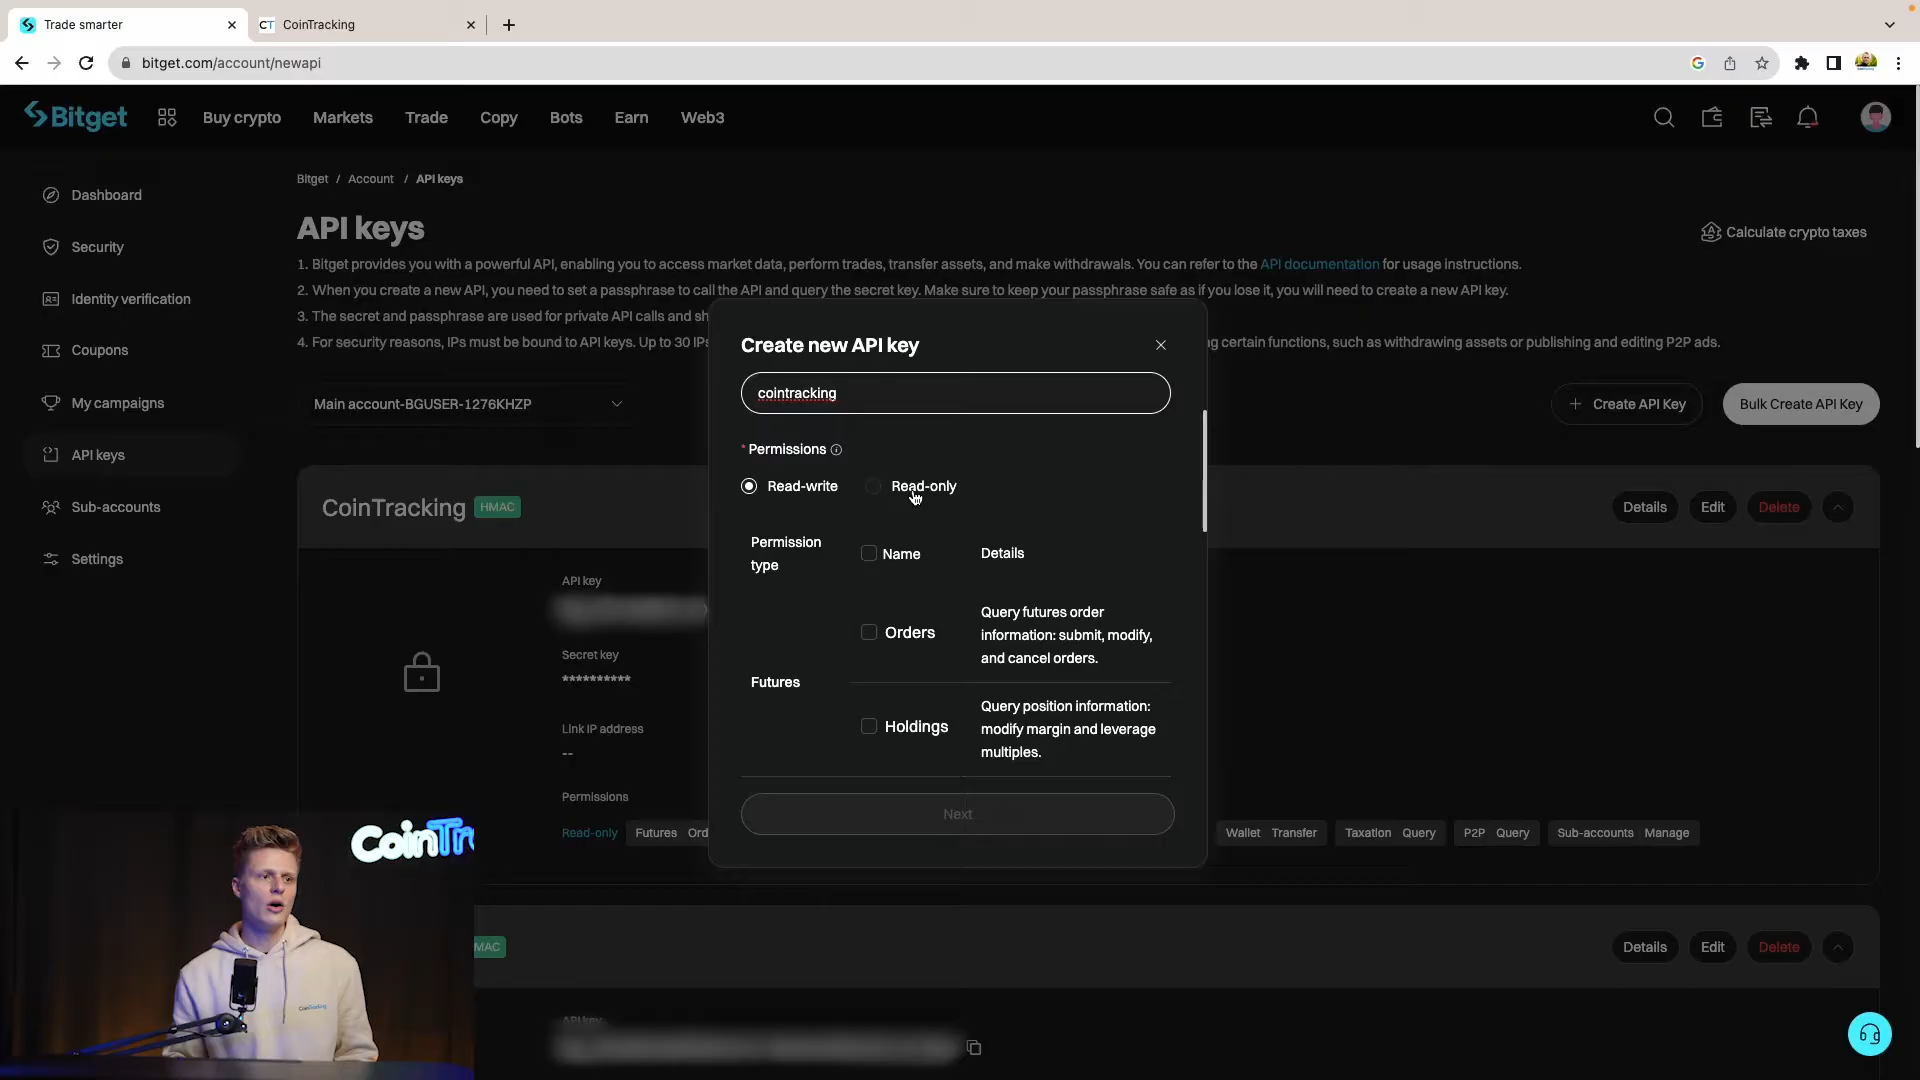 Trade smarter
CT CoinTracking
bitget.com/account/newapi
Bitget
Buy crypto
Markets
Trade
Copy
Bots
Earn
Web3
Dashboard
Security
Identity verification
Coupons
My campaigns
API keys
Sub-accounts
Settings
Bitget / Account / API keys
API keys
Calculate crypto taxes
1. Bitget provides you with a powerful API, enabling you to access market data, perform trades, transfer assets, and make withdrawals. You can refer to the API documentation for usage instructions.
2. When you create a new API, you need to set a passphrase to call the API and query the secret key. Make sure to keep your passphrase safe as if you lose it, you will need to create a new API key.
3. The secret and passphrase are used for private API calls and sh
4. For security reasons, IPs must be bound to API keys. Up to 30 IPs
ng certain functions, such as withdrawing assets or publishing and editing P2P ads.
Main account-BGUSER-1276KHZP
+ Create API Key
Bulk Create API Key
CoinTracking HMAC
Details
Edit
Delete
API key
Secret key
**********
Link IP address
--
Permissions
Read-only
Futures Ord
Wallet Transfer
Taxation Query
P2P Query
Sub-accounts Manage
Create new API key
cointracking
* Permissions
Read-write
Read-only
Permission
type
Name
Details
Futures
Orders
Query futures order
information: submit, modify,
and cancel orders.
Holdings
Query position information:
modify margin and leverage
multiples.
Next
MAC
Details
Edit
Delete
API key
CoinTr
CoinTracking